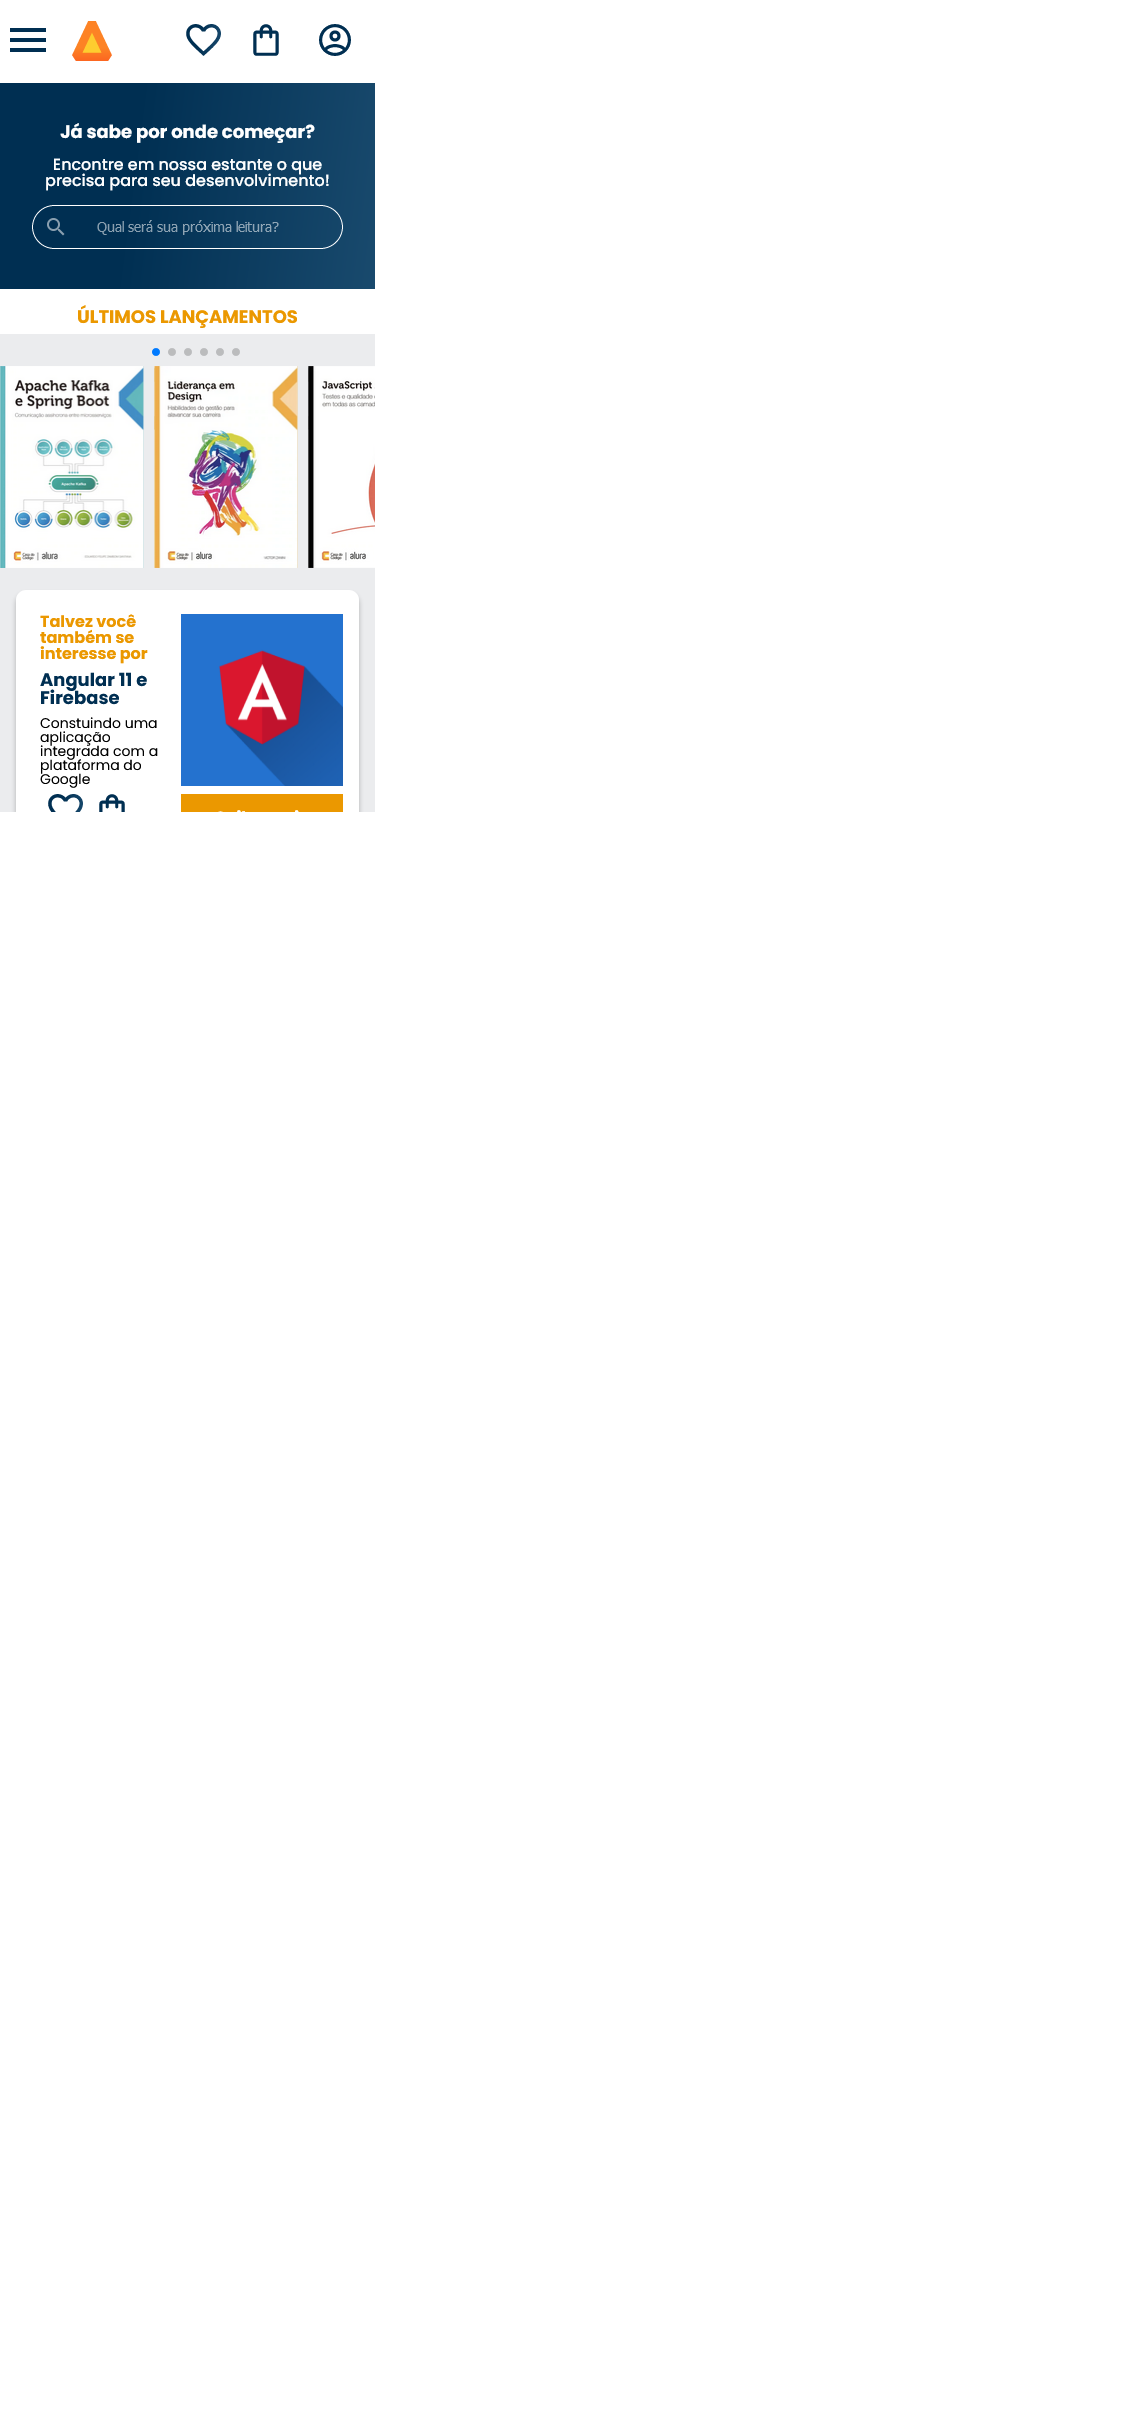 Já sabe por onde começar?
Encontre em nossa estante o que
precisa para seu desenvolvimento!
Qual será sua próxima leitura?
ÚLTIMOS LANÇAMENTOS
Apache Kafka
e Spring Boot
Comunicação assíncrona entre microsserviços
Apache Kafka
Casa do
Código
alura
Liderança em
Design
Habilidades de gestão para
alavancar sua carreira
Casa do
Código
alura
JavaScript
Testes e qualidade
em todas as
Casa do
Código
alura
Talvez você
também se
interesse por
Angular 11 e
Firebase
Constuindo uma
aplicação
integrada com a
plataforma do
Google
A